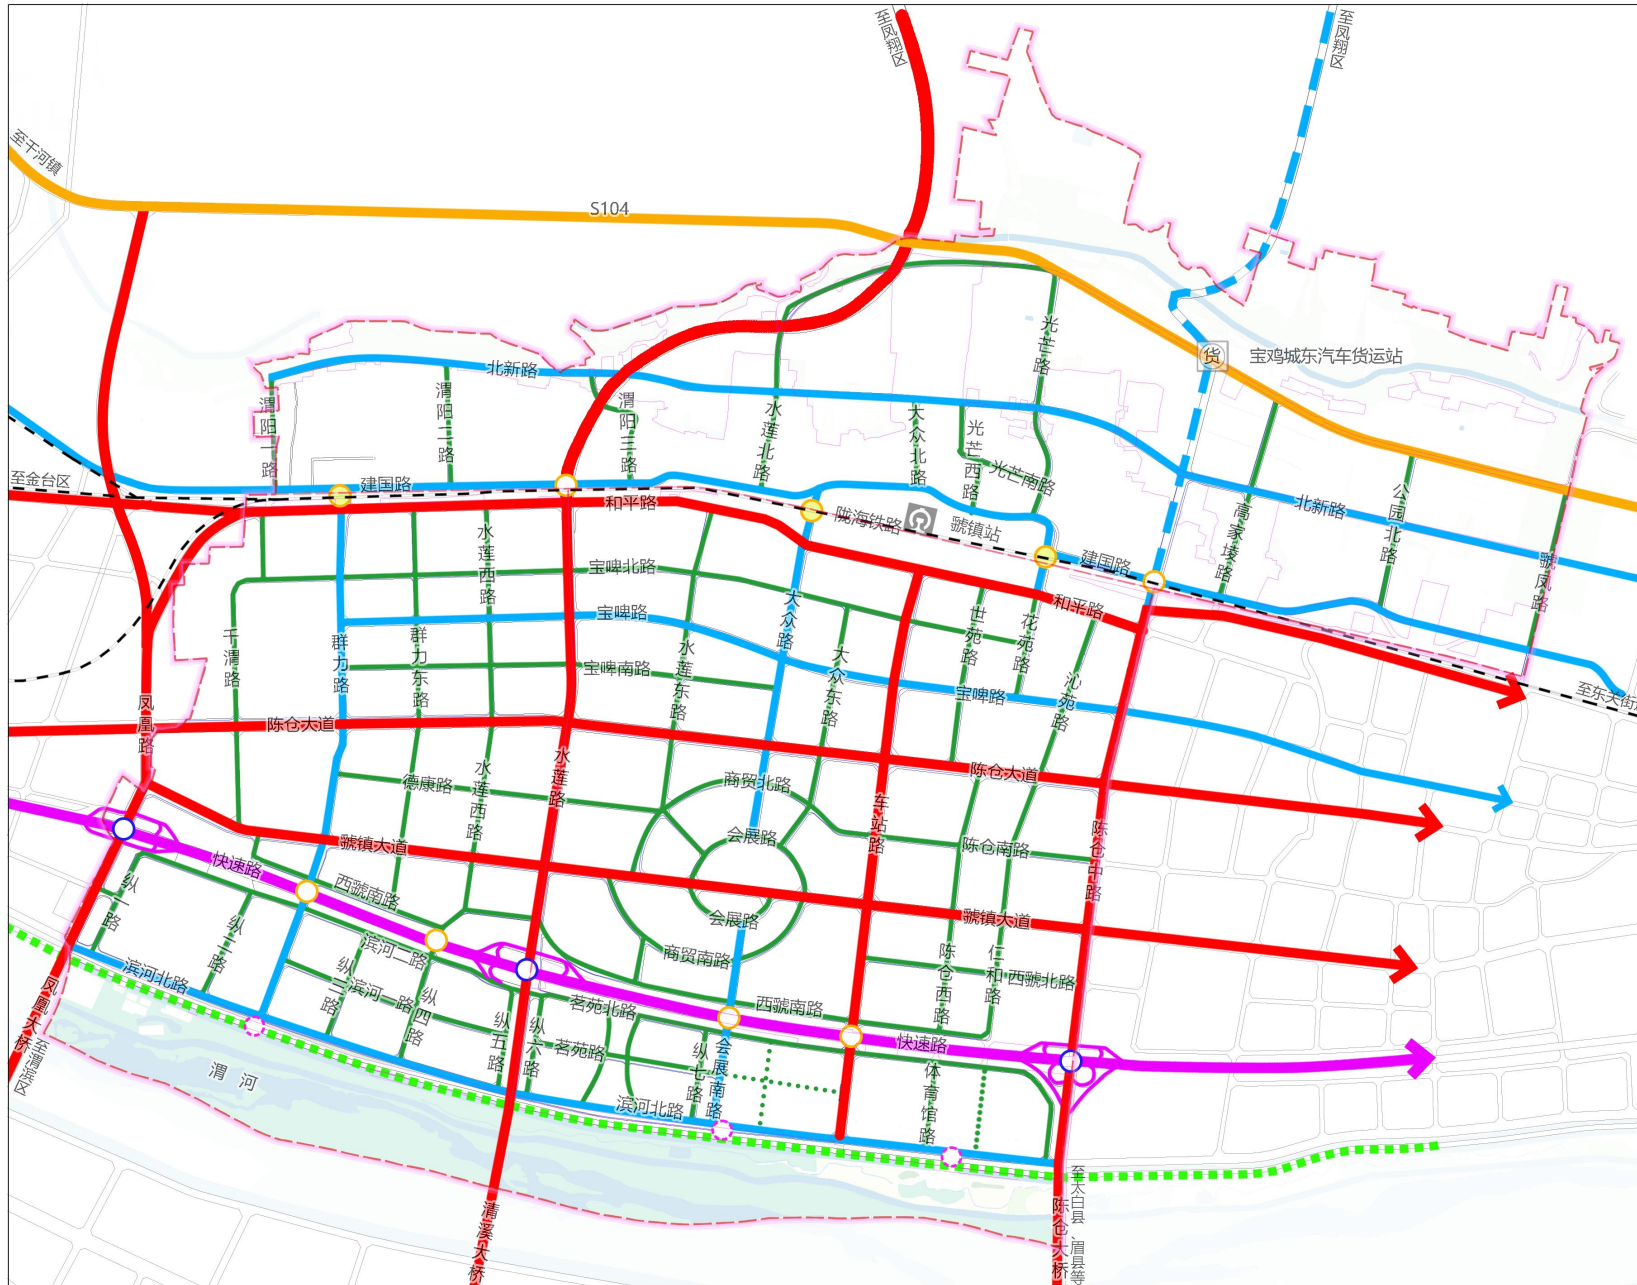 至凤翔区
至凤翔区
至千河镇
S104
光芒路
货
宝鸡城东汽车货运站
北新路
渭阳一路
渭阳二路
渭阳三路
水莲北路
大众北路
光芒西路
光芒南路
至金台区
建国路
和平路
陇海铁路
虢镇站
北新路
公园北路
高家堎路
虢凤路
建国路
和平路
水莲西路
宝啤北路
宝啤路
宝啤南路
大众路
世苑路
花苑路
千渭路
群力路
群力东路
水莲东路
大众东路
沁苑路
宝啤路
至东关街
凤凰路
陈仓大道
水莲路
陈仓大道
德康路
水莲西路
商贸北路
车站路
会展路
陈仓南路
陈仓中路
虢镇大道
快速路
西虢南路
纵一路
纵二路
会展路
虢镇大道
商贸南路
滨河二路
陈仓西路
仁和路
西虢北路
滨河北路
纵三路
滨河一路
纵四路
茗苑北路
西虢南路
凤凰大桥
至渭滨区
纵五路
纵六路
茗苑路
纵七路
会展南路
快速路
体育馆路
渭河
滨河北路
清溪大桥
陈仓大桥
至太白县、眉县等